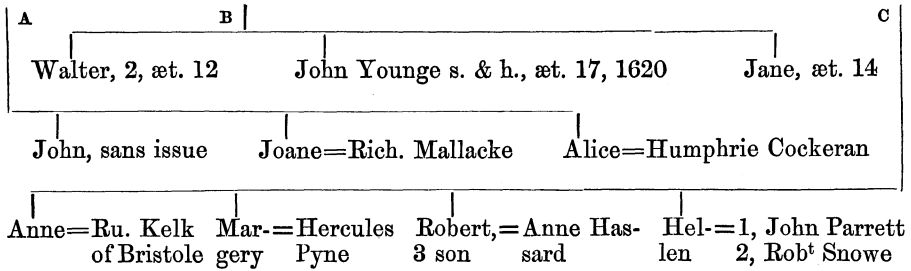 A B C
Walter, 2, æt. 12 John Younge s. & h., æt. 17, 1620 Jane, æt. 14
John, sans issue Joane=Rich. Mallacke Alice=Humphrie Cockeran
Anne=Ru. Kelk Mar-=Hercules Robert,=Anne Has- Hel-=1, John Parrett
of Bristole gery Pyne 3 son sard len 2, Robᵗ Snowe